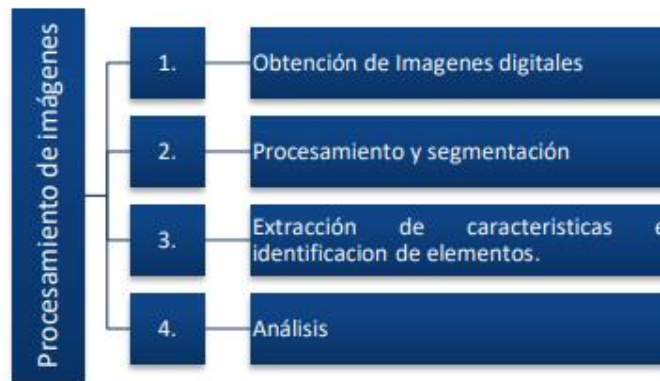 Procesamiento de imágenes
1.
Obtención de Imagenes digitales
2.
Procesamiento y segmentación
3.
Extracción de caracteristicas e
identificacion de elementos.
4.
Análisis